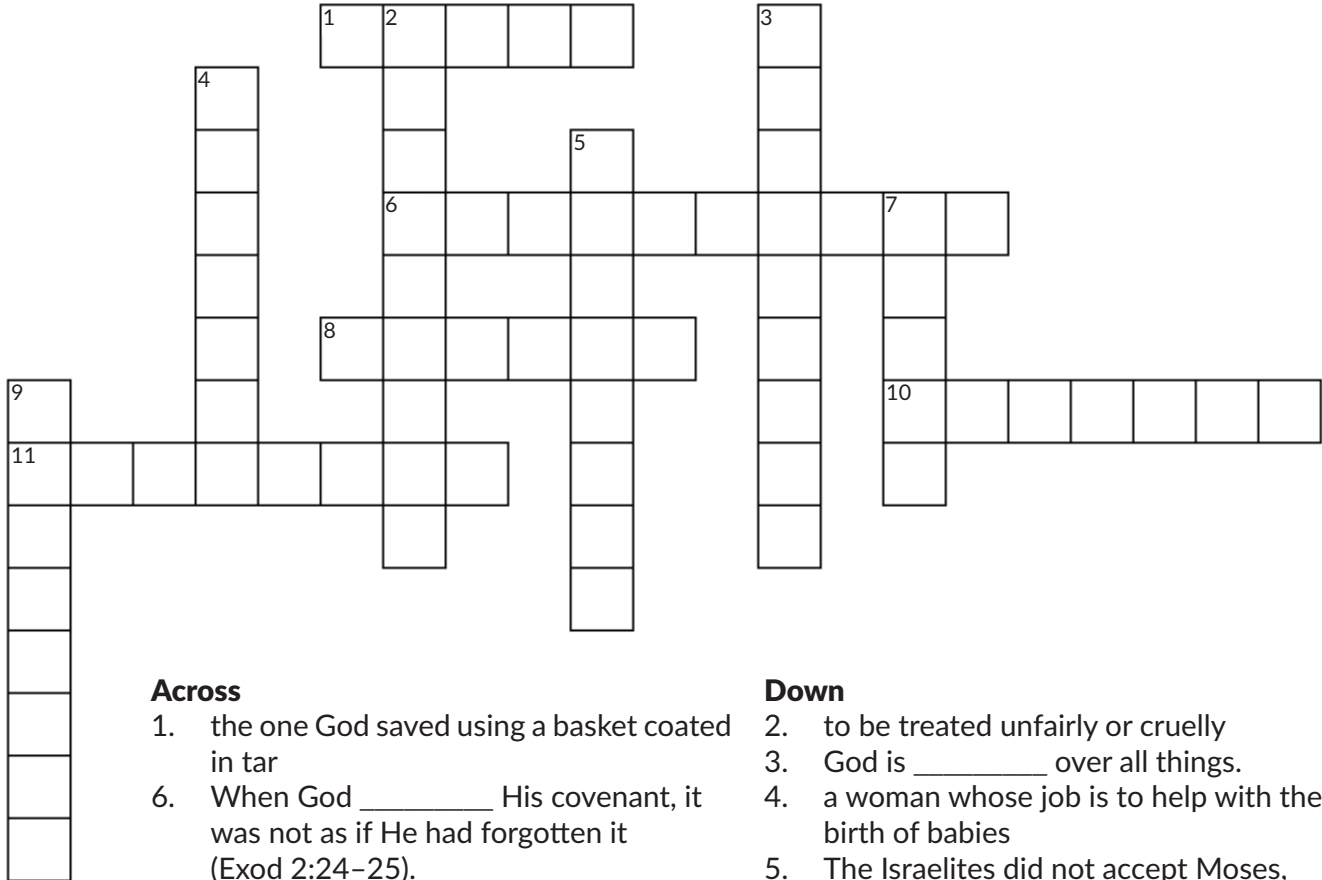 1
2
3
4
5
6
7
8
9
10
11
Across
1. the one God saved using a basket coated
in tar
6. When God _________ His covenant, it
was not as if He had forgotten it
(Exod 2:24–25).
Down
2. to be treated unfairly or cruelly
3. God is _________ over all things.
4. a woman whose job is to help with the
birth of babies
5. The Israelites did not accept Moses,